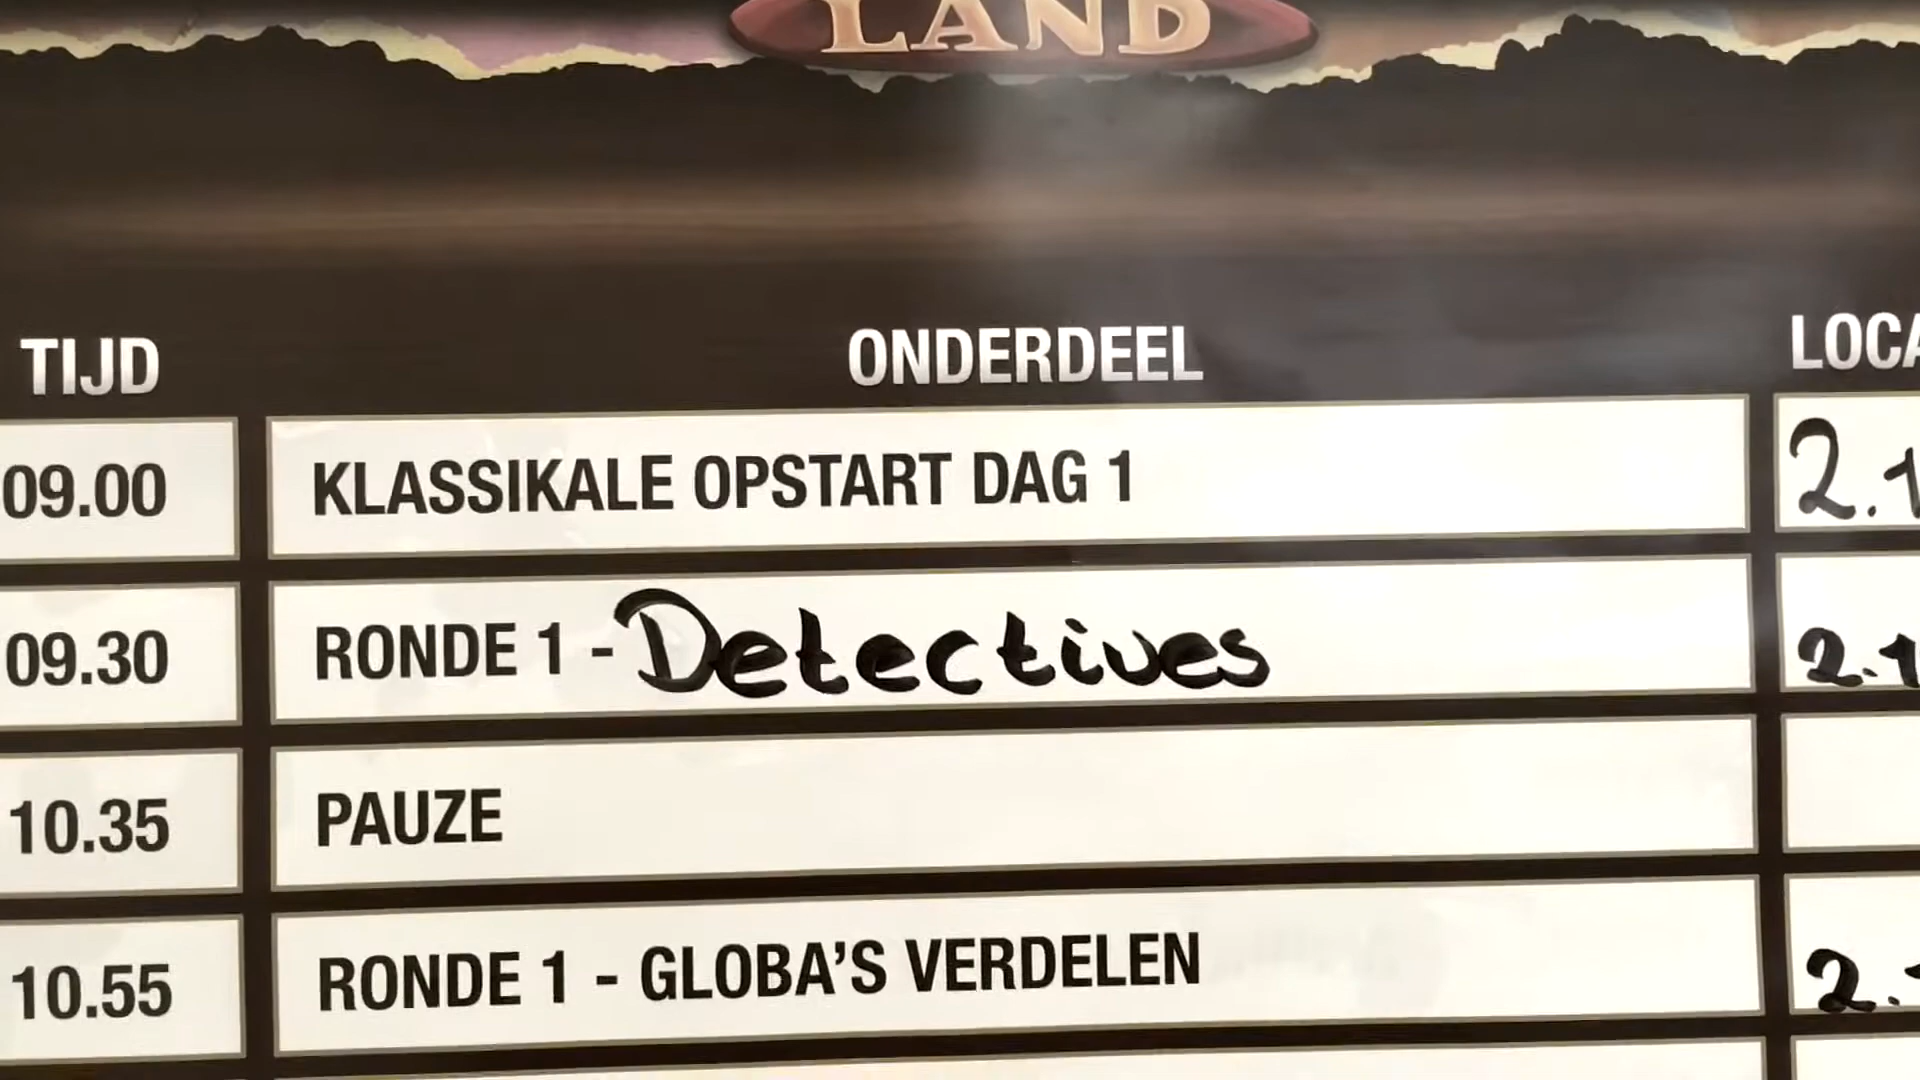 LAND
TIJD ONDERDEEL
09.00 KLASSIKALE OPSTART DAG 1
09.30 RONDE 1 - Detectives
10.35 PAUZE
10.55 RONDE 1 - GLOBA'S VERDELEN